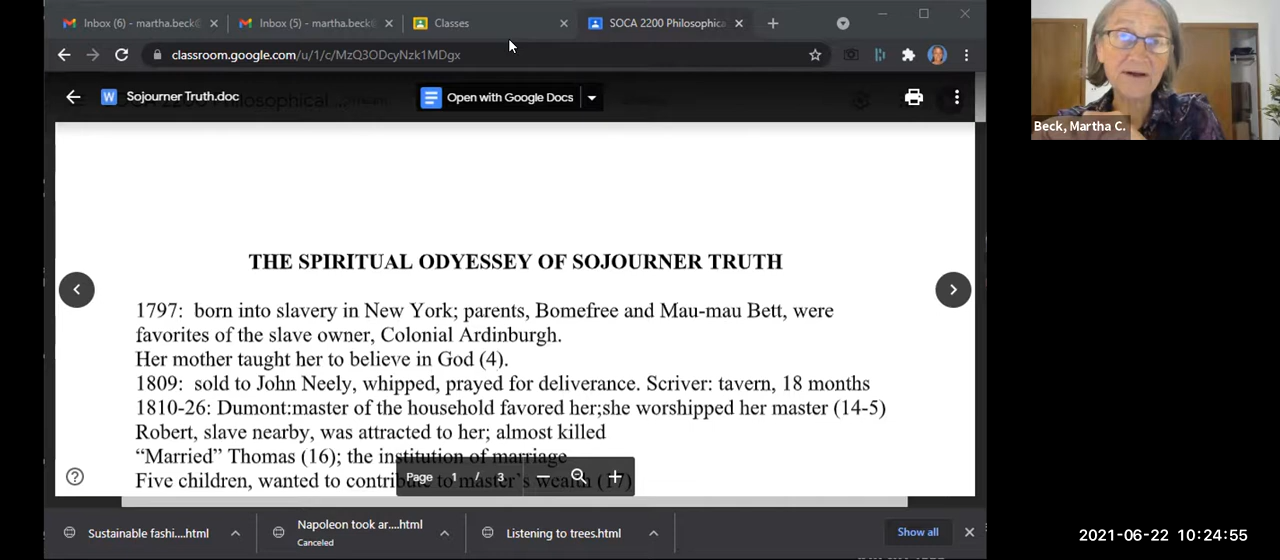 Inbox (6) - martha.beck@
Inbox (5) - martha.beck@
Classes
SOCA 2200 Philosophica
classroom.google.com/u/1/c/MzQ3ODcyNzk1MDgx
Sojourner Truth.doc
Open with Google Docs
Beck, Martha C.
THE SPIRITUAL ODYESSEY OF SOJOURNER TRUTH
1797: born into slavery in New York; parents, Bomefree and Mau-mau Bett, were
favorites of the slave owner, Colonial Ardinburgh.
Her mother taught her to believe in God (4).
1809: sold to John Neely, whipped, prayed for deliverance. Scriver: tavern, 18 months
1810-26: Dumont:master of the household favored her;she worshipped her master (14-5)
Robert, slave nearby, was attracted to her; almost killed
“Married” Thomas (16); the institution of marriage
Five children, wanted to contribute to master's wealth (17)
Page 1 / 3
Sustainable fashi....html
Napoleon took ar....html
Canceled
Listening to trees.html
Show all
2021-06-22 10:24:55